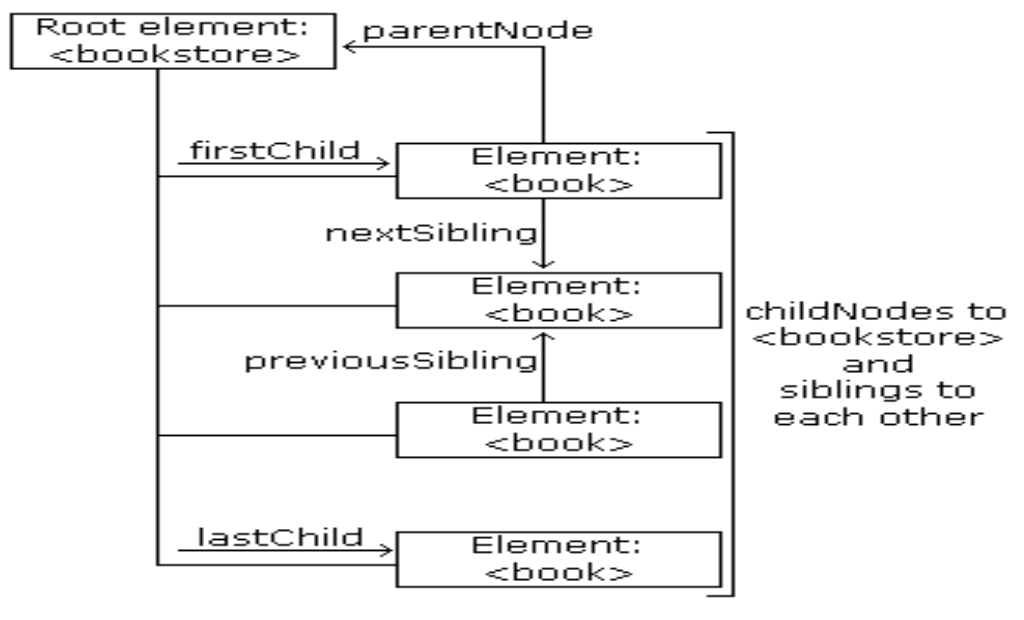 Root element:
<bookstore>
parentNode
firstChild
Element:
<book>
nextSibling
Element:
<book>
previousSibling
Element:
<book>
lastChild
Element:
<book>
childNodes to
<bookstore>
and
siblings to
each other